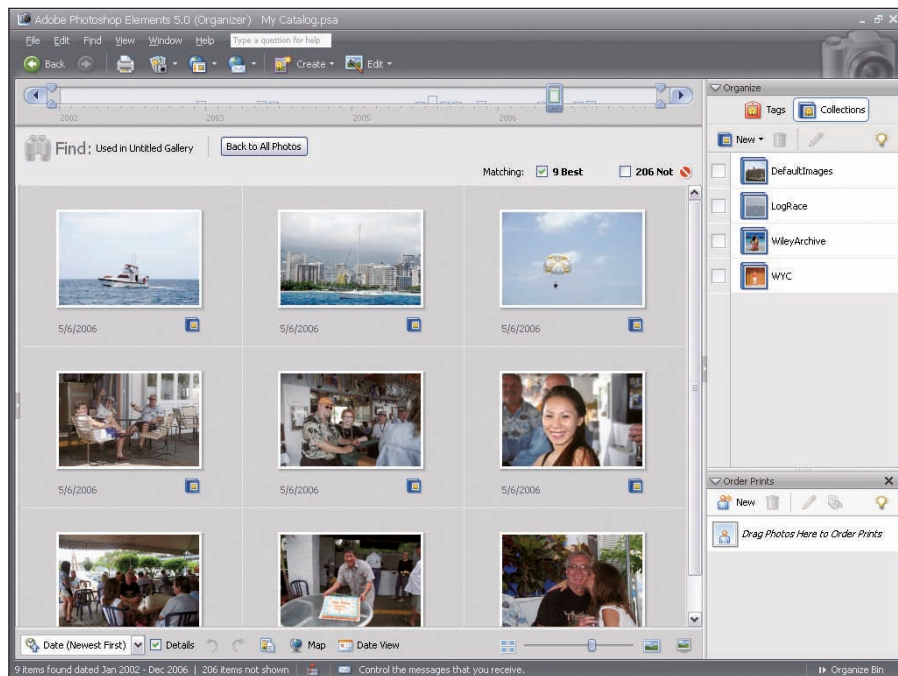 Adobe Photoshop Elements 5.0 (Organizer) My Catalog.psa
File Edit Find View Window Help Type a question for help
Back Create Edit
2002 2003 2005 2006
Find: Used in Untitled Gallery Back to All Photos
Matching: 9 Best 206 Not
5/6/2006 5/6/2006 5/6/2006
5/6/2006 5/6/2006 5/6/2006
Date (Newest First) Details Map Date View
9 items found dated Jan 2002 - Dec 2006 | 206 items not shown Control the messages that you receive. Organize Bin
Organize
Tags Collections
New
DefaultImages
LogRace
WileyArchive
WYC
Order Prints
New
Drag Photos Here to Order Prints